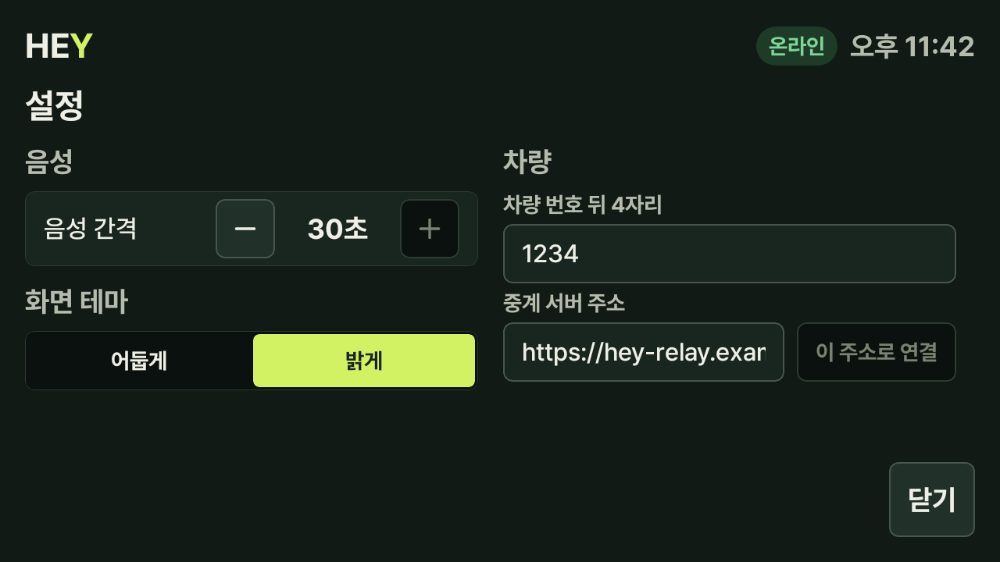 HEY
온라인 오후 11:42
설정
음성
음성 간격 − 30초 +
화면 테마
어둡게 밝게
차량
차량 번호 뒤 4자리
1234
중계 서버 주소
https://hey-relay.exar
이 주소로 연결
닫기